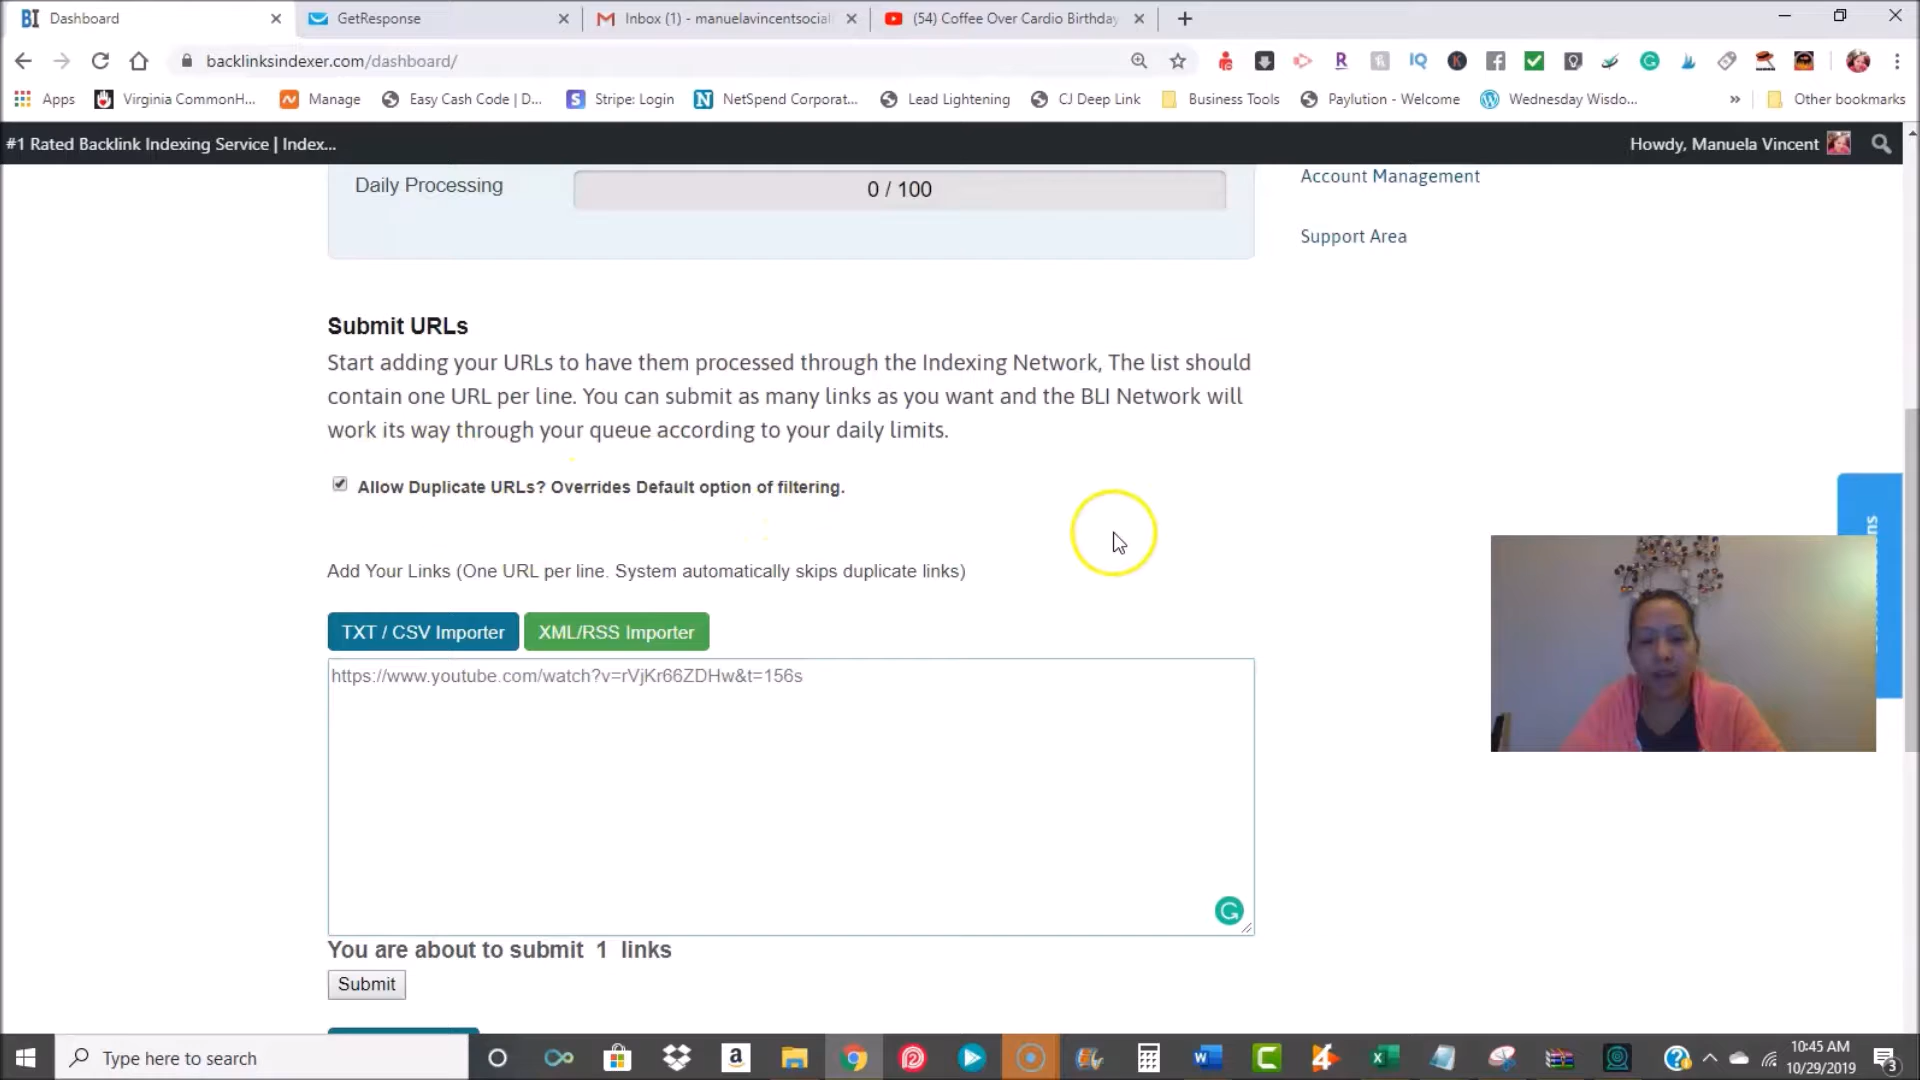 Dashboard
GetResponse
Inbox (1) - manuelavincentsocial
(54) Coffee Over Cardio Birthday
backlinksindexer.com/dashboard/
Apps
Virginia CommonH...
Manage
Easy Cash Code | D...
Stripe: Login
NetSpend Corporat...
Lead Lightening
CJ Deep Link
Business Tools
Paylution - Welcome
Wednesday Wisdo...
»
Other bookmarks
#1 Rated Backlink Indexing Service | Index...
Howdy, Manuela Vincent
Daily Processing
0 / 100
Account Management
Support Area
Submit URLs
Start adding your URLs to have them processed through the Indexing Network, The list should
contain one URL per line. You can submit as many links as you want and the BLI Network will
work its way through your queue according to your daily limits.
Allow Duplicate URLs? Overrides Default option of filtering.
Add Your Links (One URL per line. System automatically skips duplicate links)
TXT / CSV Importer
XML/RSS Importer
https://www.youtube.com/watch?v=rVjKr66ZDHw&t=156s
You are about to submit 1 links
Submit
Type here to search
10:45 AM
10/29/2019
3